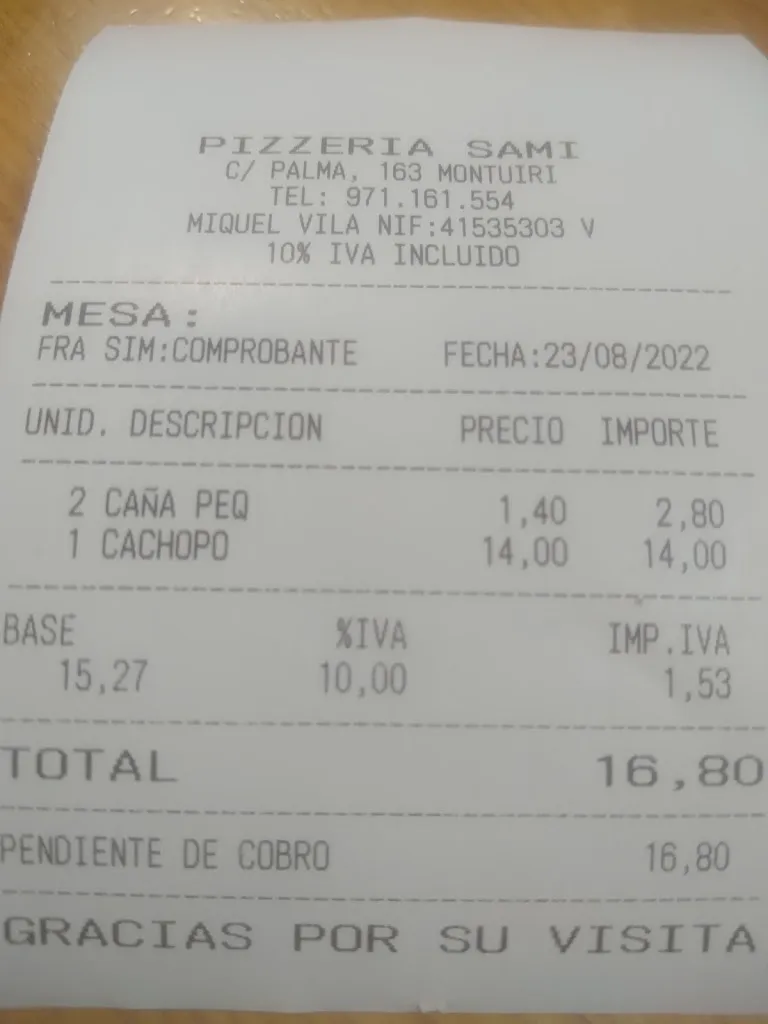 PIZZERIA SAMI
C/ PALMA, 163 MONTUIRI
TEL: 971.161.554
MIQUEL VILA NIF:41535303 V
10% IVA INCLUIDO
MESA:
FRA SIM:COMPROBANTE FECHA:23/08/2022
UNID. DESCRIPCION PRECIO IMPORTE
2 CAÑA PEQ 1,40 2,80
1 CACHOPO 14,00 14,00
BASE %IVA IMP.IVA
15,27 10,00 1,53
TOTAL 16,80
PENDIENTE DE COBRO 16,80
GRACIAS POR SU VISITA